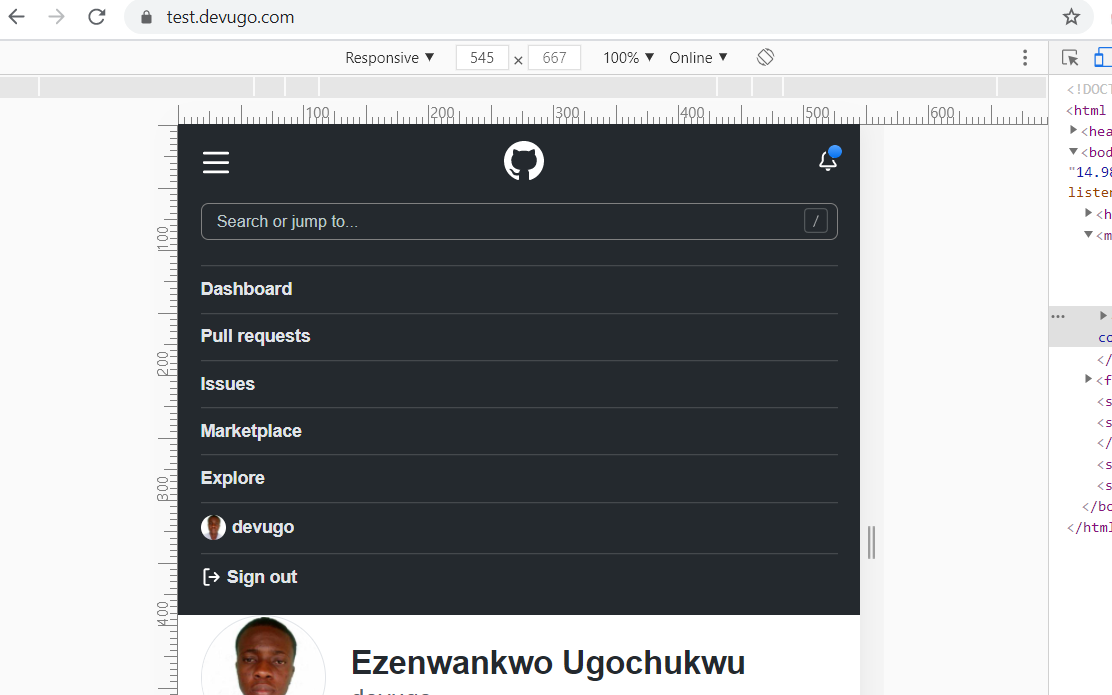 test.devugo.com
Responsive ▼ 545 × 667 100% ▼ Online ▼
100 200 300 400 500 600
<!DOCT
<html
▶<hea
▼<bod
"14.98
lister
▶<h
▼<m
Search or jump to... /
100
Dashboard
Pull requests
200
Issues
Marketplace
Explore
300
devugo
Sign out
400
... ▶
co
</
▶<f
<s
<s
</
<s
<s
</bo
</html
Ezenwankwo Ugochukwu